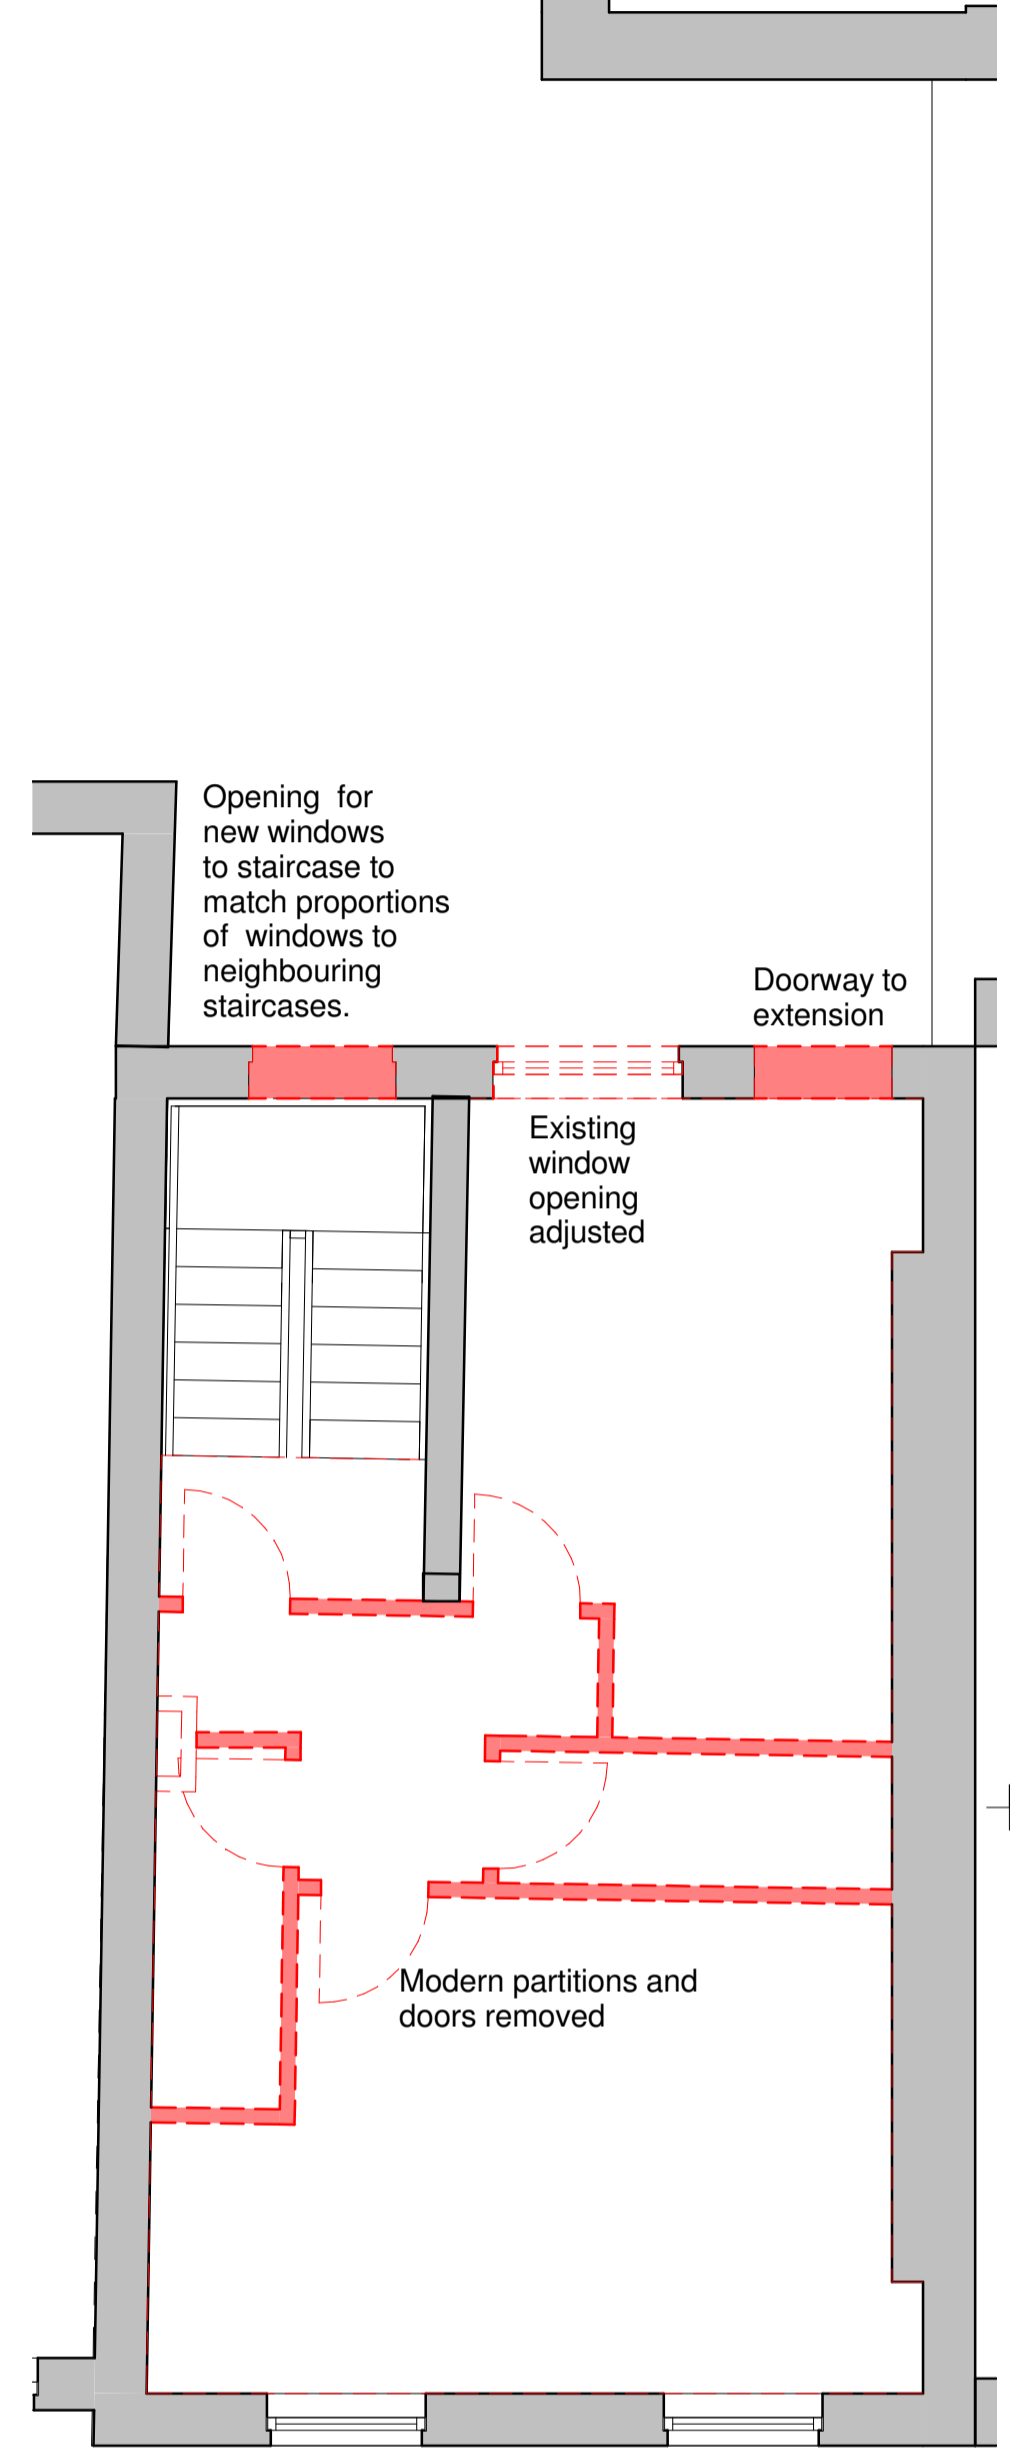 Opening for
new windows
to staircase to
match proportions
of windows to
neighbouring
staircases.
Doorway to
extension
Existing
window
opening
adjusted
Modern partitions and
doors removed